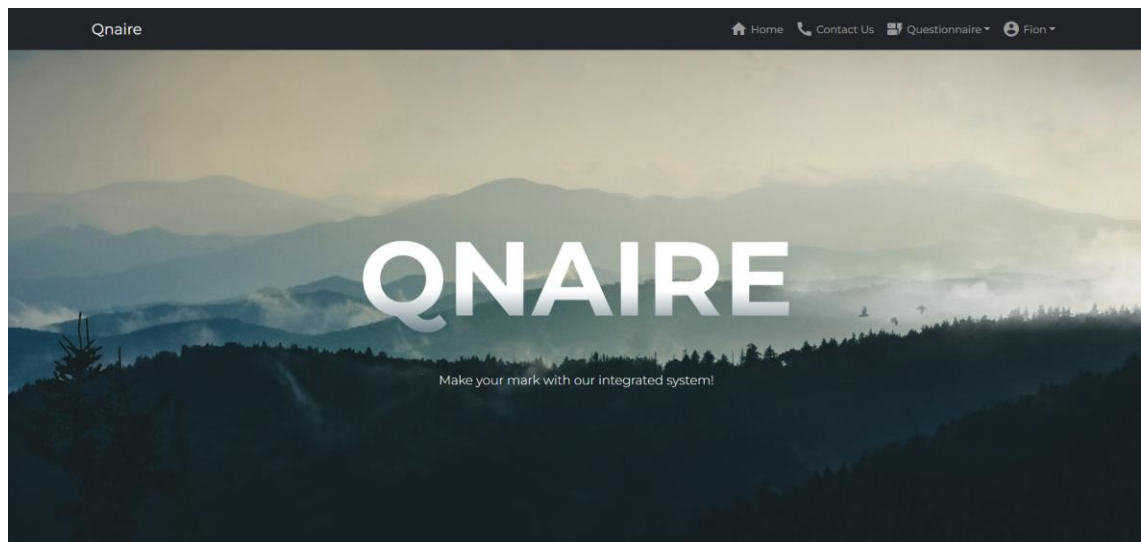 Qnaire
Home Contact Us Questionnaire Fion
QNAIRE
Make your mark with our integrated system!